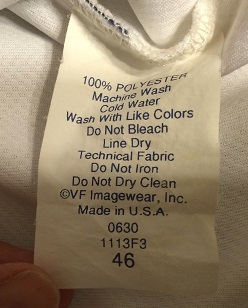 100% POLYESTER
Machine Wash
Cold Water
Wash With Like Colors
Do Not Bleach
Line Dry
Technical Fabric
Do Not Iron
Do Not Dry Clean
©VF Imagewear, Inc.
Made in U.S.A.
0630
1113F3
46